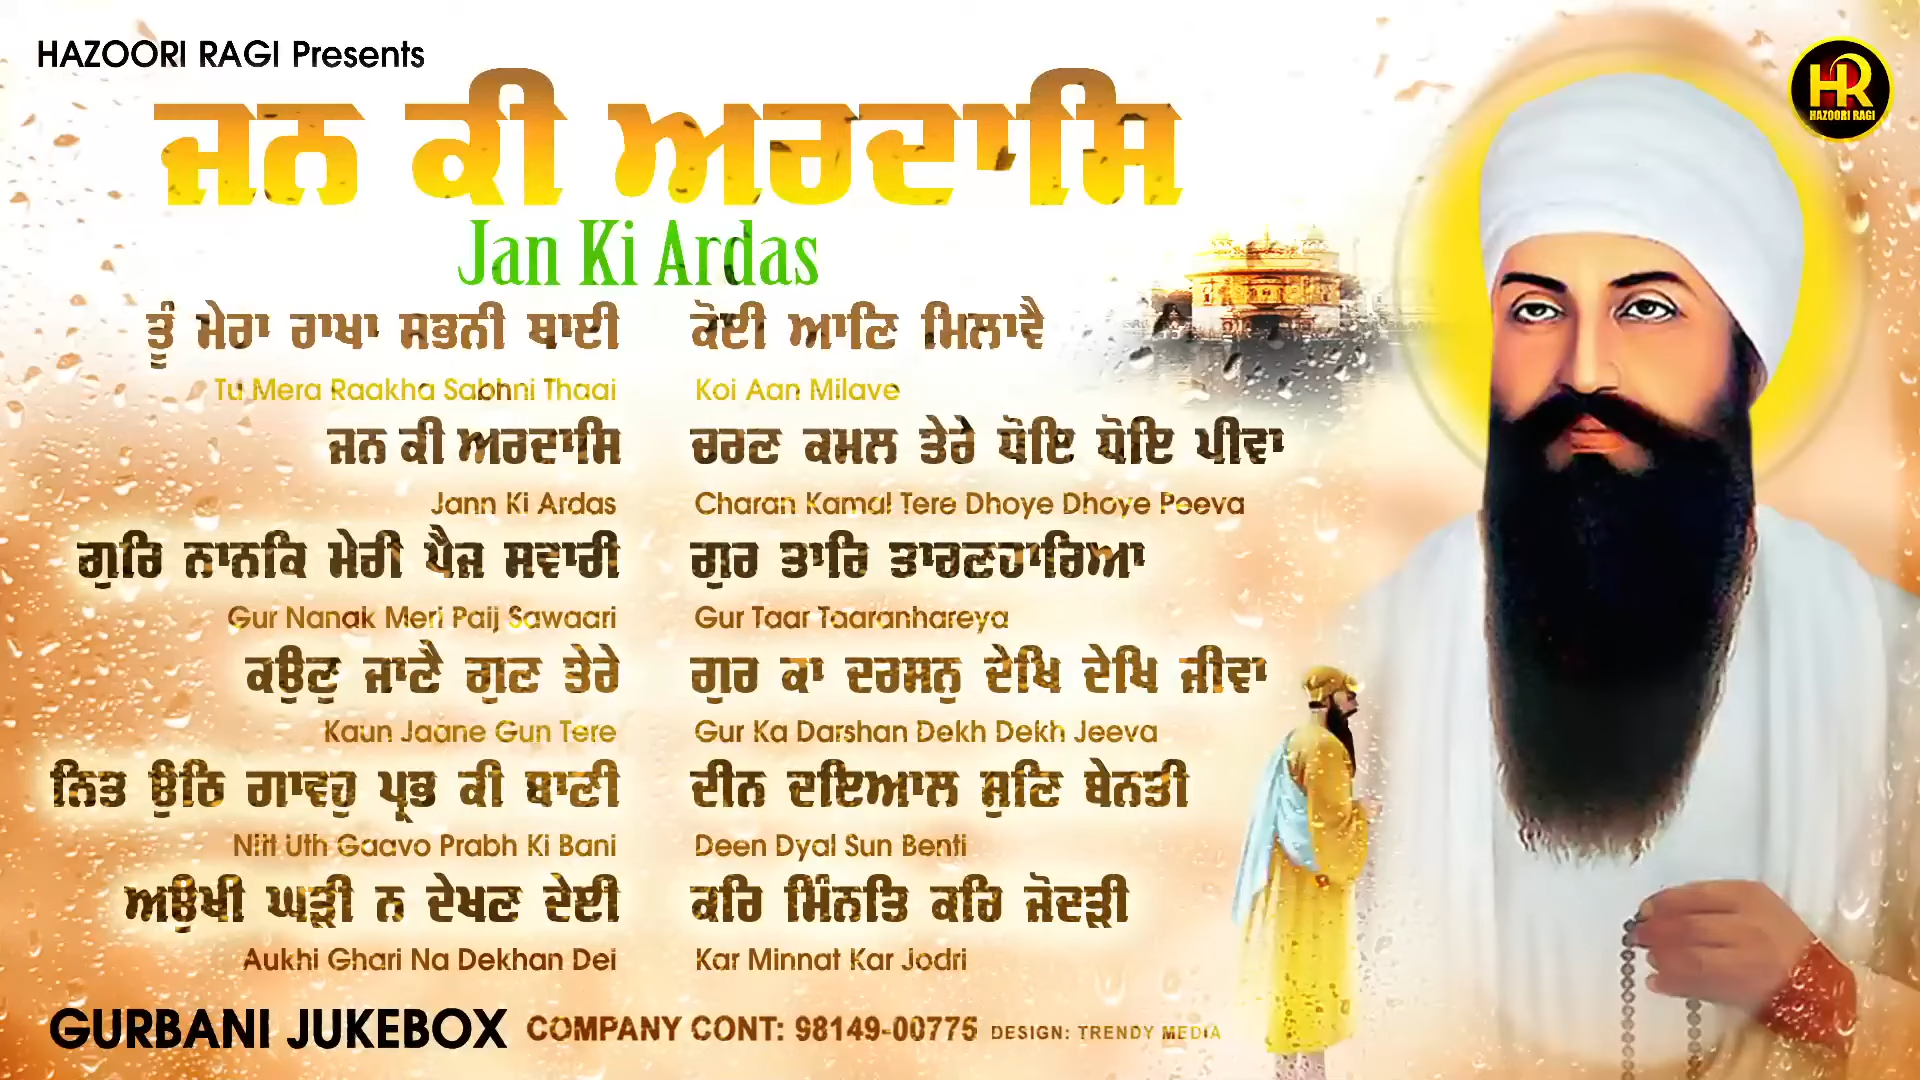 HAZOORI RAGI Presents
HR
HAZOORI RAGI
ਜਨ ਕੀ ਅਰਦਾਸਿ
Jan Ki Ardas
ਤੂੰ ਮੇਰਾ ਰਾਖਾ ਸਭਨੀ ਥਾਈ
Tu Mera Raakha Sabhni Thaai
ਜਨ ਕੀ ਅਰਦਾਸਿ
Jann Ki Ardas
ਗੁਰਿ ਨਾਨਕਿ ਮੇਰੀ ਪੈਜ ਸਵਾਰੀ
Gur Nanak Meri Paij Sawaari
ਕਉਣੁ ਜਾਣੈ ਗੁਣ ਤੇਰੇ
Kaun Jaane Gun Tere
ਨਿਤ ਉਠਿ ਗਾਵਹੁ ਪ੍ਰਭ ਕੀ ਬਾਣੀ
Nitt Uth Gaavo Prabh Ki Bani
ਅਉਖੀ ਘੜੀ ਨ ਦੇਖਣ ਦੇਈ
Aukhi Ghari Na Dekhan Dei
ਕੋਈ ਆਣਿ ਮਿਲਾਵੈ
Koi Aan Milave
ਚਰਣ ਕਮਲ ਤੇਰੇ ਧੋਇ ਧੋਇ ਪੀਵਾ
Charan Kamal Tere Dhoye Dhoye Peeva
ਗੁਰ ਤਾਰਿ ਤਾਰਣਹਾਰਿਆ
Gur Taar Taaranhareya
ਗੁਰ ਕਾ ਦਰਸਨੁ ਦੇਖਿ ਦੇਖਿ ਜੀਵਾ
Gur Ka Darshan Dekh Dekh Jeeva
ਦੀਨ ਦਇਆਲ ਸੁਣਿ ਬੇਨਤੀ
Deen Dyal Sun Benti
ਕਰਿ ਮਿੰਨਤਿ ਕਰਿ ਜੋਦੜੀ
Kar Minnat Kar Jodri
GURBANI JUKEBOX COMPANY CONT: 98149-00775 DESIGN: TRENDY MEDIA